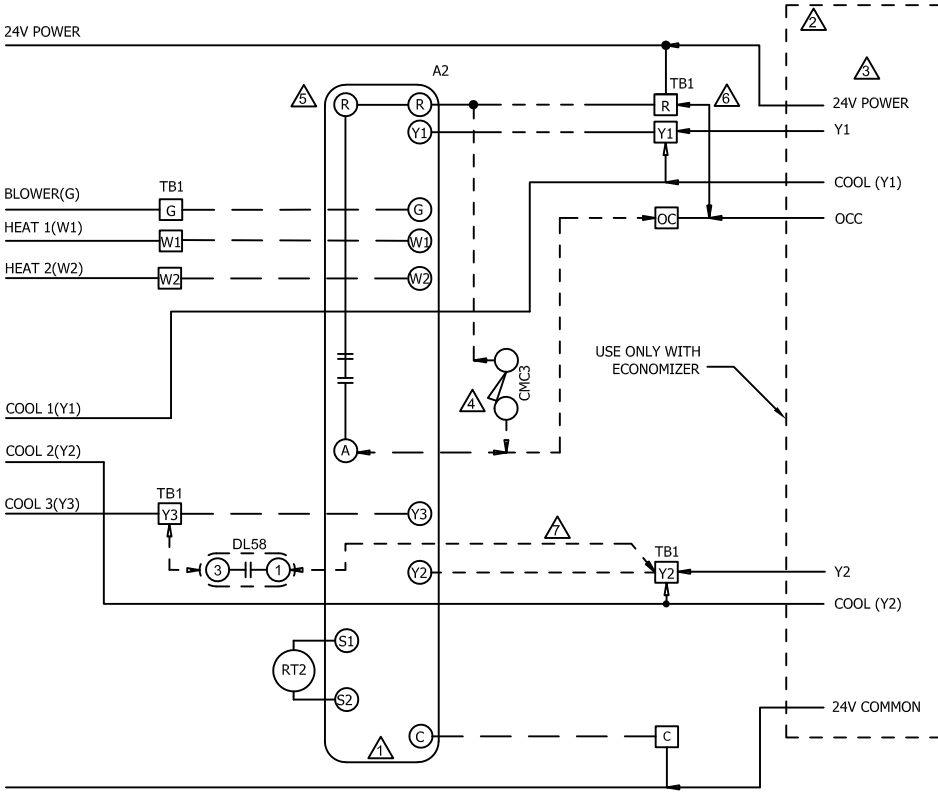 24V POWER
2
A2
3
5
R
R
TB1
R
6
24V POWER
Y1
Y1
Y1
BLOWER(G)
TB1
COOL (Y1)
G
G
OC
OCC
HEAT 1(W1)
W1
W1
HEAT 2(W2)
W2
W2
USE ONLY WITH
ECONOMIZER
CMC3
4
COOL 1(Y1)
COOL 2(Y2)
A
TB1
COOL 3(Y3)
Y3
Y3
7
DL58
TB1
3
1
Y2
Y2
Y2
COOL (Y2)
S1
RT2
S2
24V COMMON
C
C
1